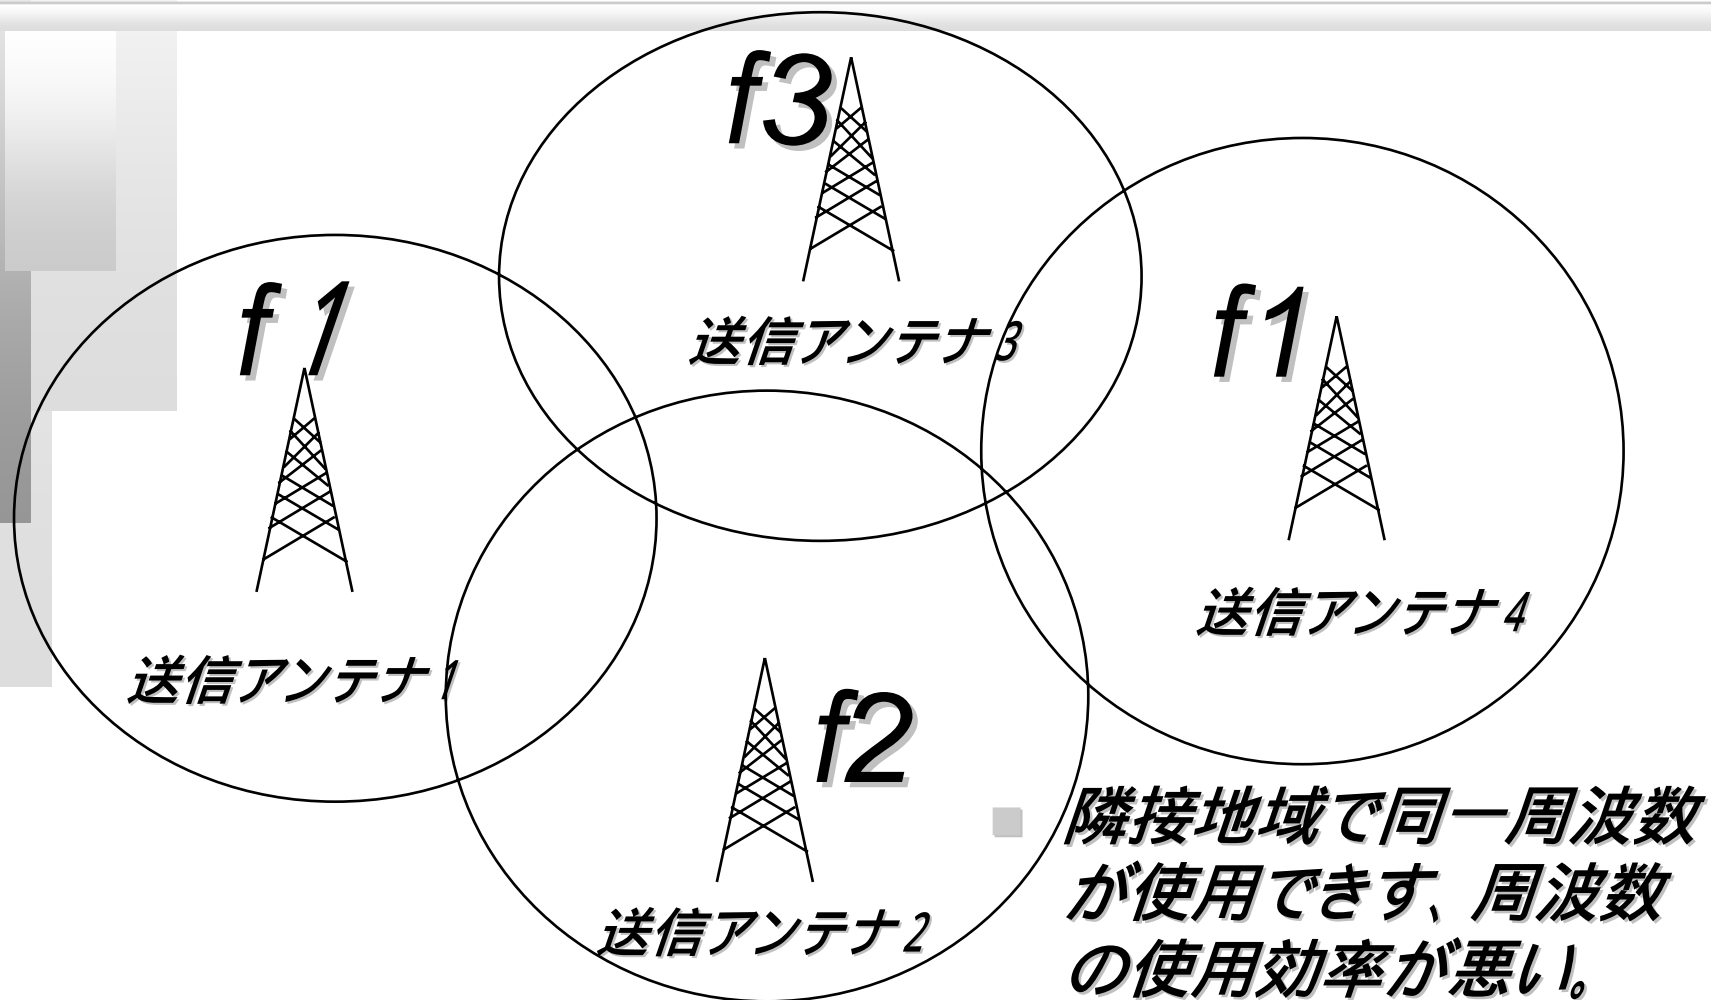 f3
送信アンテナ3
f1
送信アンテナ1
f1
送信アンテナ4
f2
送信アンテナ2
隣接地域で同一周波数
が使用できす、周波数
の使用効率が悪い。